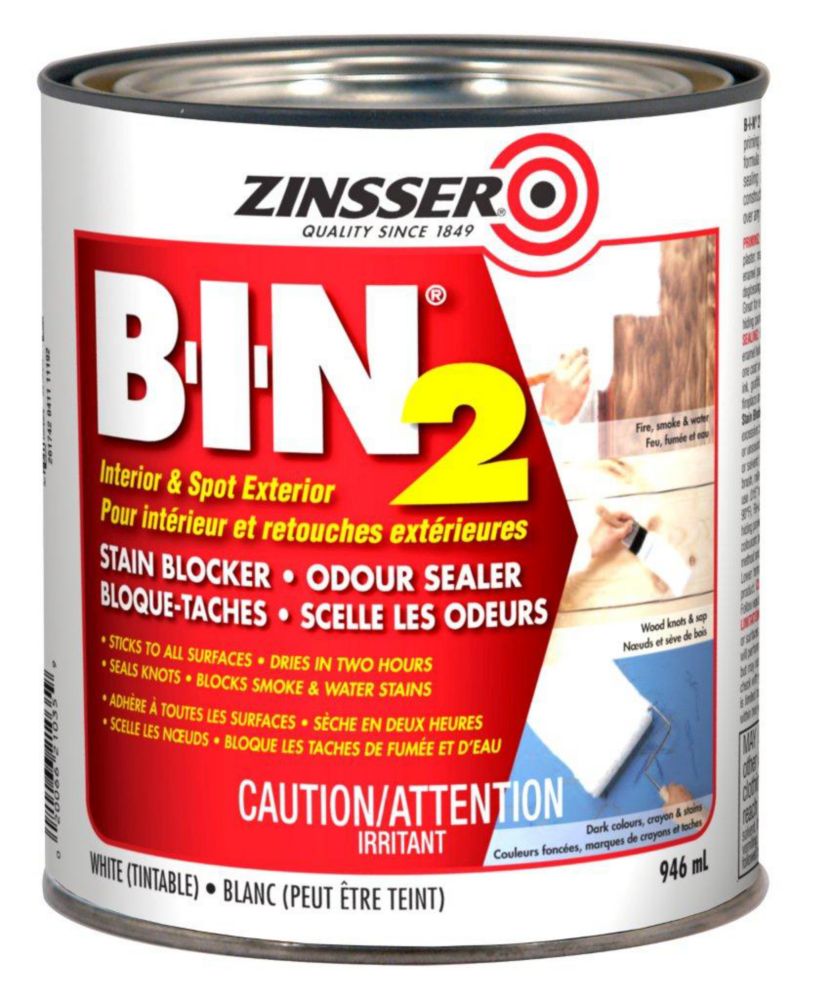 ZINSSER®
QUALITY SINCE 1849
B-I-N® 2
Interior & Spot Exterior
Pour intérieur et retouches extérieures
STAIN BLOCKER • ODOUR SEALER
BLOQUE-TACHES • SCELLE LES ODEURS
• STICKS TO ALL SURFACES • DRIES IN TWO HOURS
• SEALS KNOTS • BLOCKS SMOKE & WATER STAINS
• ADHÈRE À TOUTES LES SURFACES • SÈCHE EN DEUX HEURES
• SCELLE LES NŒUDS • BLOQUE LES TACHES DE FUMÉE ET D'EAU
CAUTION/ATTENTION
IRRITANT
Fire, smoke & water
Feu, fumée et eau
Wood knots & sap
Nœuds et sève de bois
Dark colours, crayon & stains
Couleurs foncées, marques de crayons et taches
WHITE (TINTABLE) • BLANC (PEUT ÊTRE TEINT)
946 mL